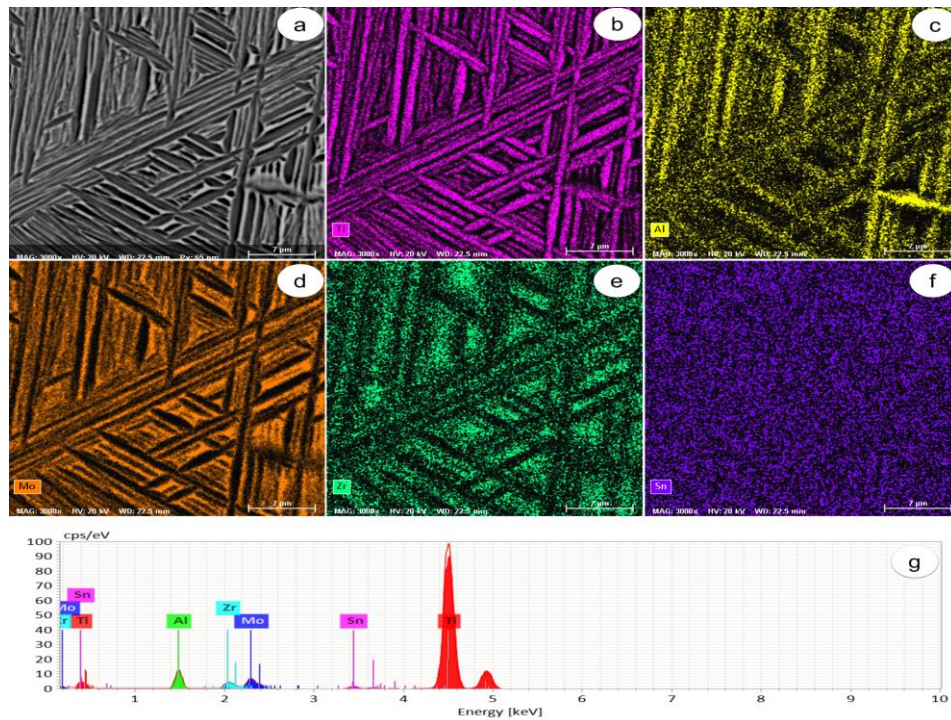 a
b
c
7 µm
MAG: 3000x HV: 20 kV WD: 22.5 mm Px: 65 nm
Ti
7 µm
MAG: 3000x HV: 20 kV WD: 22.5 mm
Al
7 µm
MAG: 3000x HV: 20 kV WD: 22.5 mm
d
e
f
Mo
7 µm
MAG: 3000x HV: 20 kV WD: 22.5 mm
Zr
7 µm
MAG: 3000x HV: 20 kV WD: 22.5 mm
Sn
7 µm
MAG: 3000x HV: 20 kV WD: 22.5 mm
cps/eV
g
100
90
80
70
60
50
40
30
20
10
0
Sn
Mo
Zr
Ti
Al
Zr
Mo
Sn
Ti
1 2 3 4 5 6 7 8 9 10
Energy [keV]